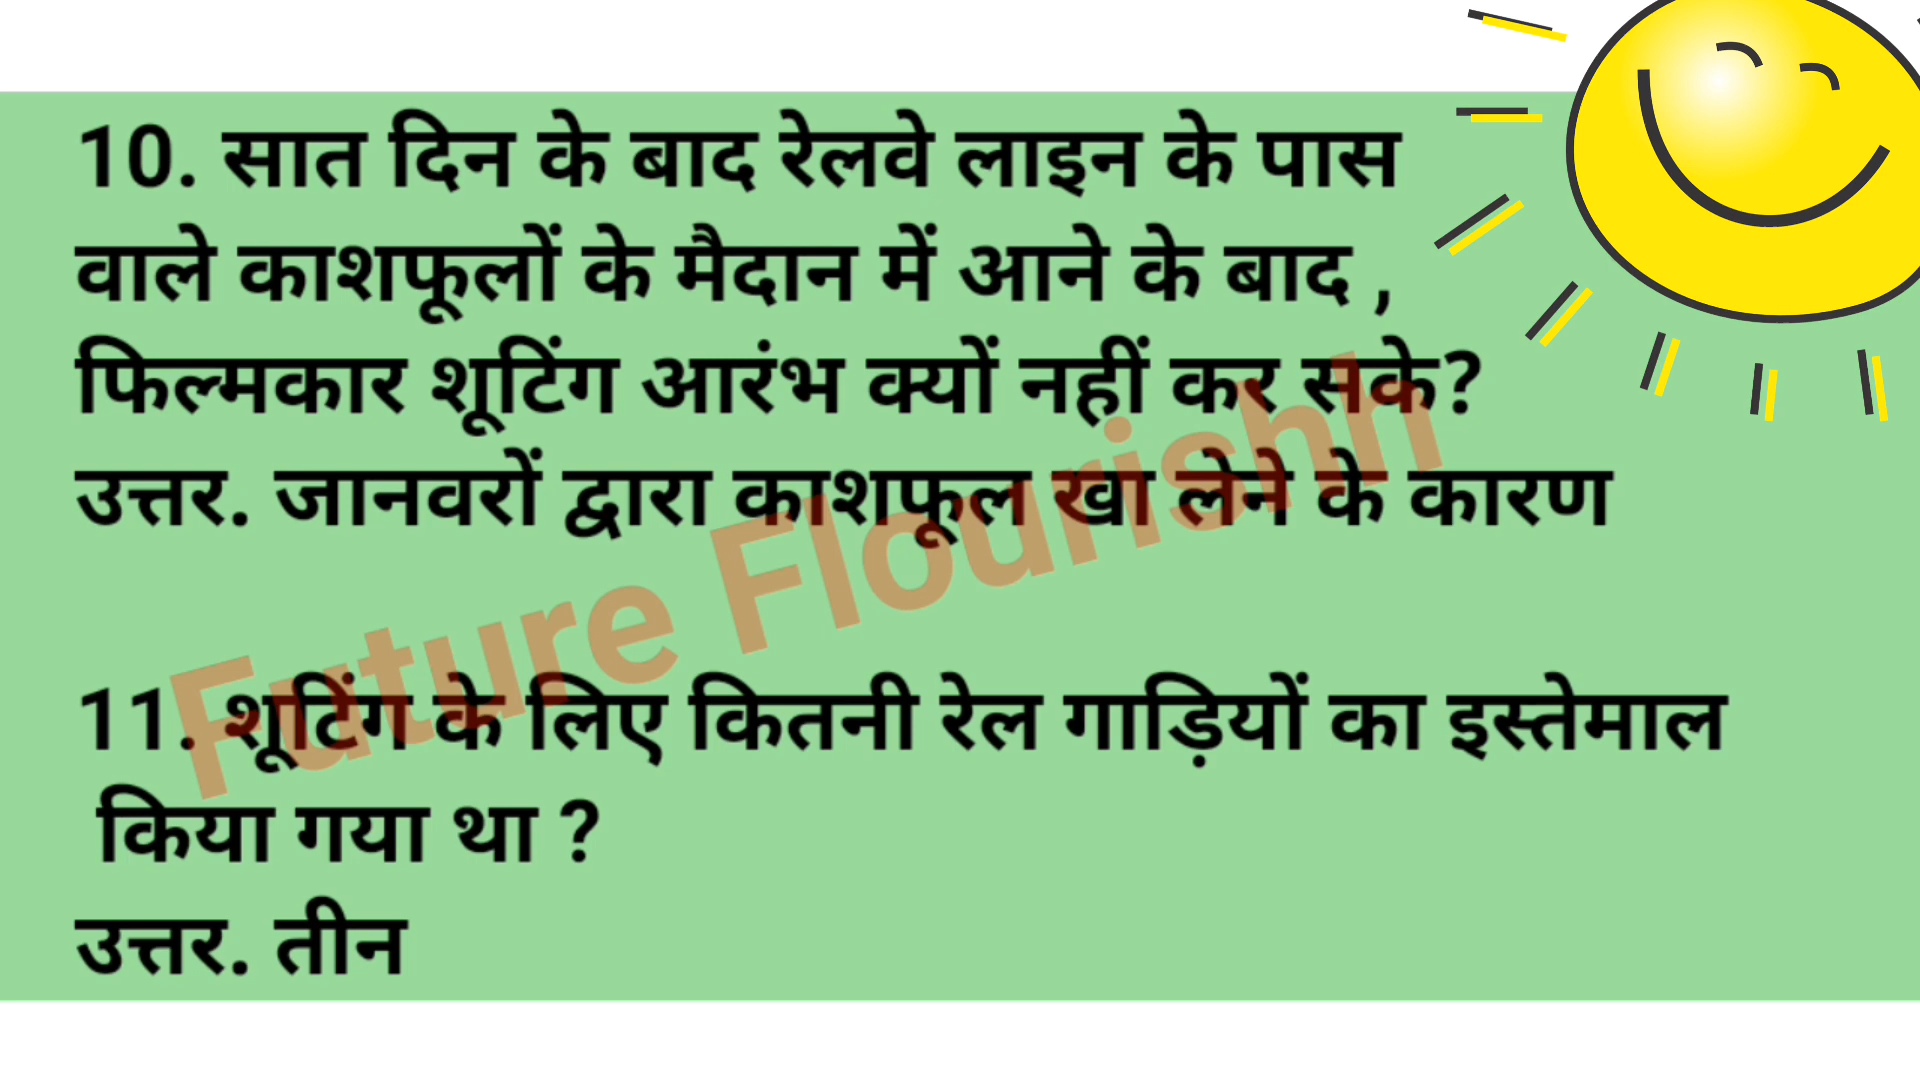 10. सात दिन के बाद रेलवे लाइन के पास
वाले काशफूलों के मैदान में आने के बाद ,
फिल्मकार शूटिंग आरंभ क्यों नहीं कर सके?
उत्तर. जानवरों द्वारा काशफूल खा लेने के कारण
Future Flourishh
11. शूटिंग के लिए कितनी रेल गाड़ियों का इस्तेमाल
किया गया था ?
उत्तर. तीन